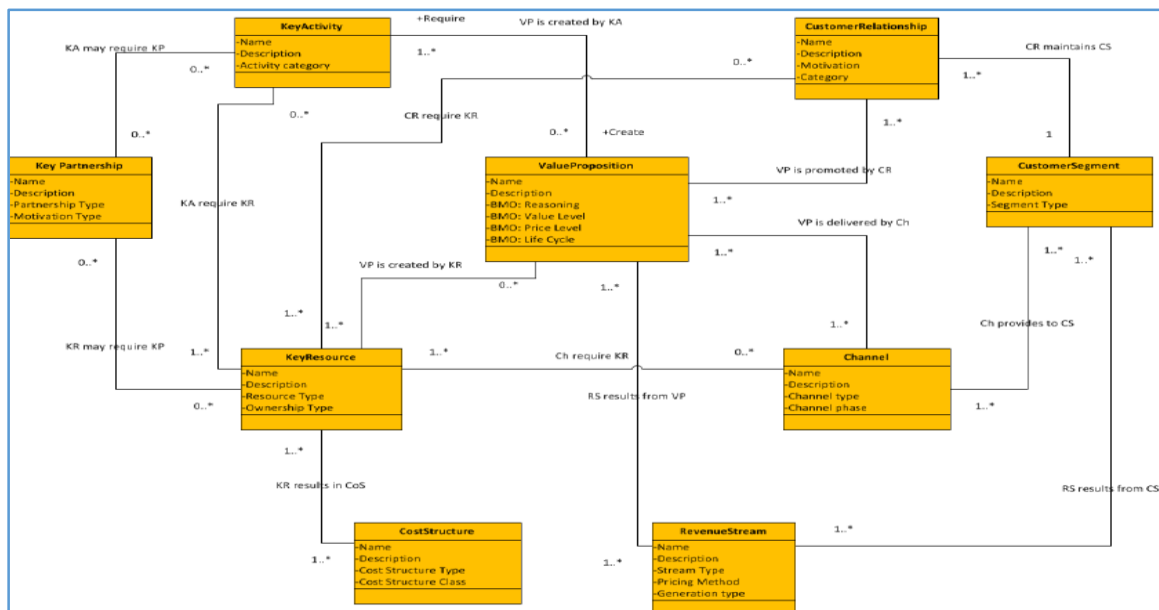 KeyActivity
-Name
-Description
-Activity category
+Require
VP is created by KA
1..*
CustomerRelationship
-Name
-Description
-Motivation
-Category
KA may require KP
0..*
0..*
CR maintains CS
1..*
0..*
CR require KR
1..*
0..*
0..*
+Create
1
Key Partnership
-Name
-Description
-Partnership Type
-Motivation Type
ValueProposition
-Name
-Description
-BMO: Reasoning
-BMO: Value Level
-BMO: Price Level
-BMO: Life Cycle
VP is promoted by CR
1..*
CustomerSegment
-Name
-Description
-Segment Type
KA require KR
VP is delivered by Ch
0..*
1..*
1..*
1..*
VP is created by KR
0..*
1..*
1..*
1..*
Ch provides to CS
KR may require KP
1..*
KeyResource
-Name
-Description
-Resource Type
-Ownership Type
1..*
Ch require KR
0..*
1..*
Channel
-Name
-Description
-Channel type
-Channel phase
0..*
RS results from VP
1..*
1..*
KR results in CoS
RS results from CS
CostStructure
-Name
-Description
-Cost Structure Type
-Cost Structure Class
1..*
RevenueStream
-Name
-Description
-Stream Type
-Pricing Method
-Generation type
1..*
1..*